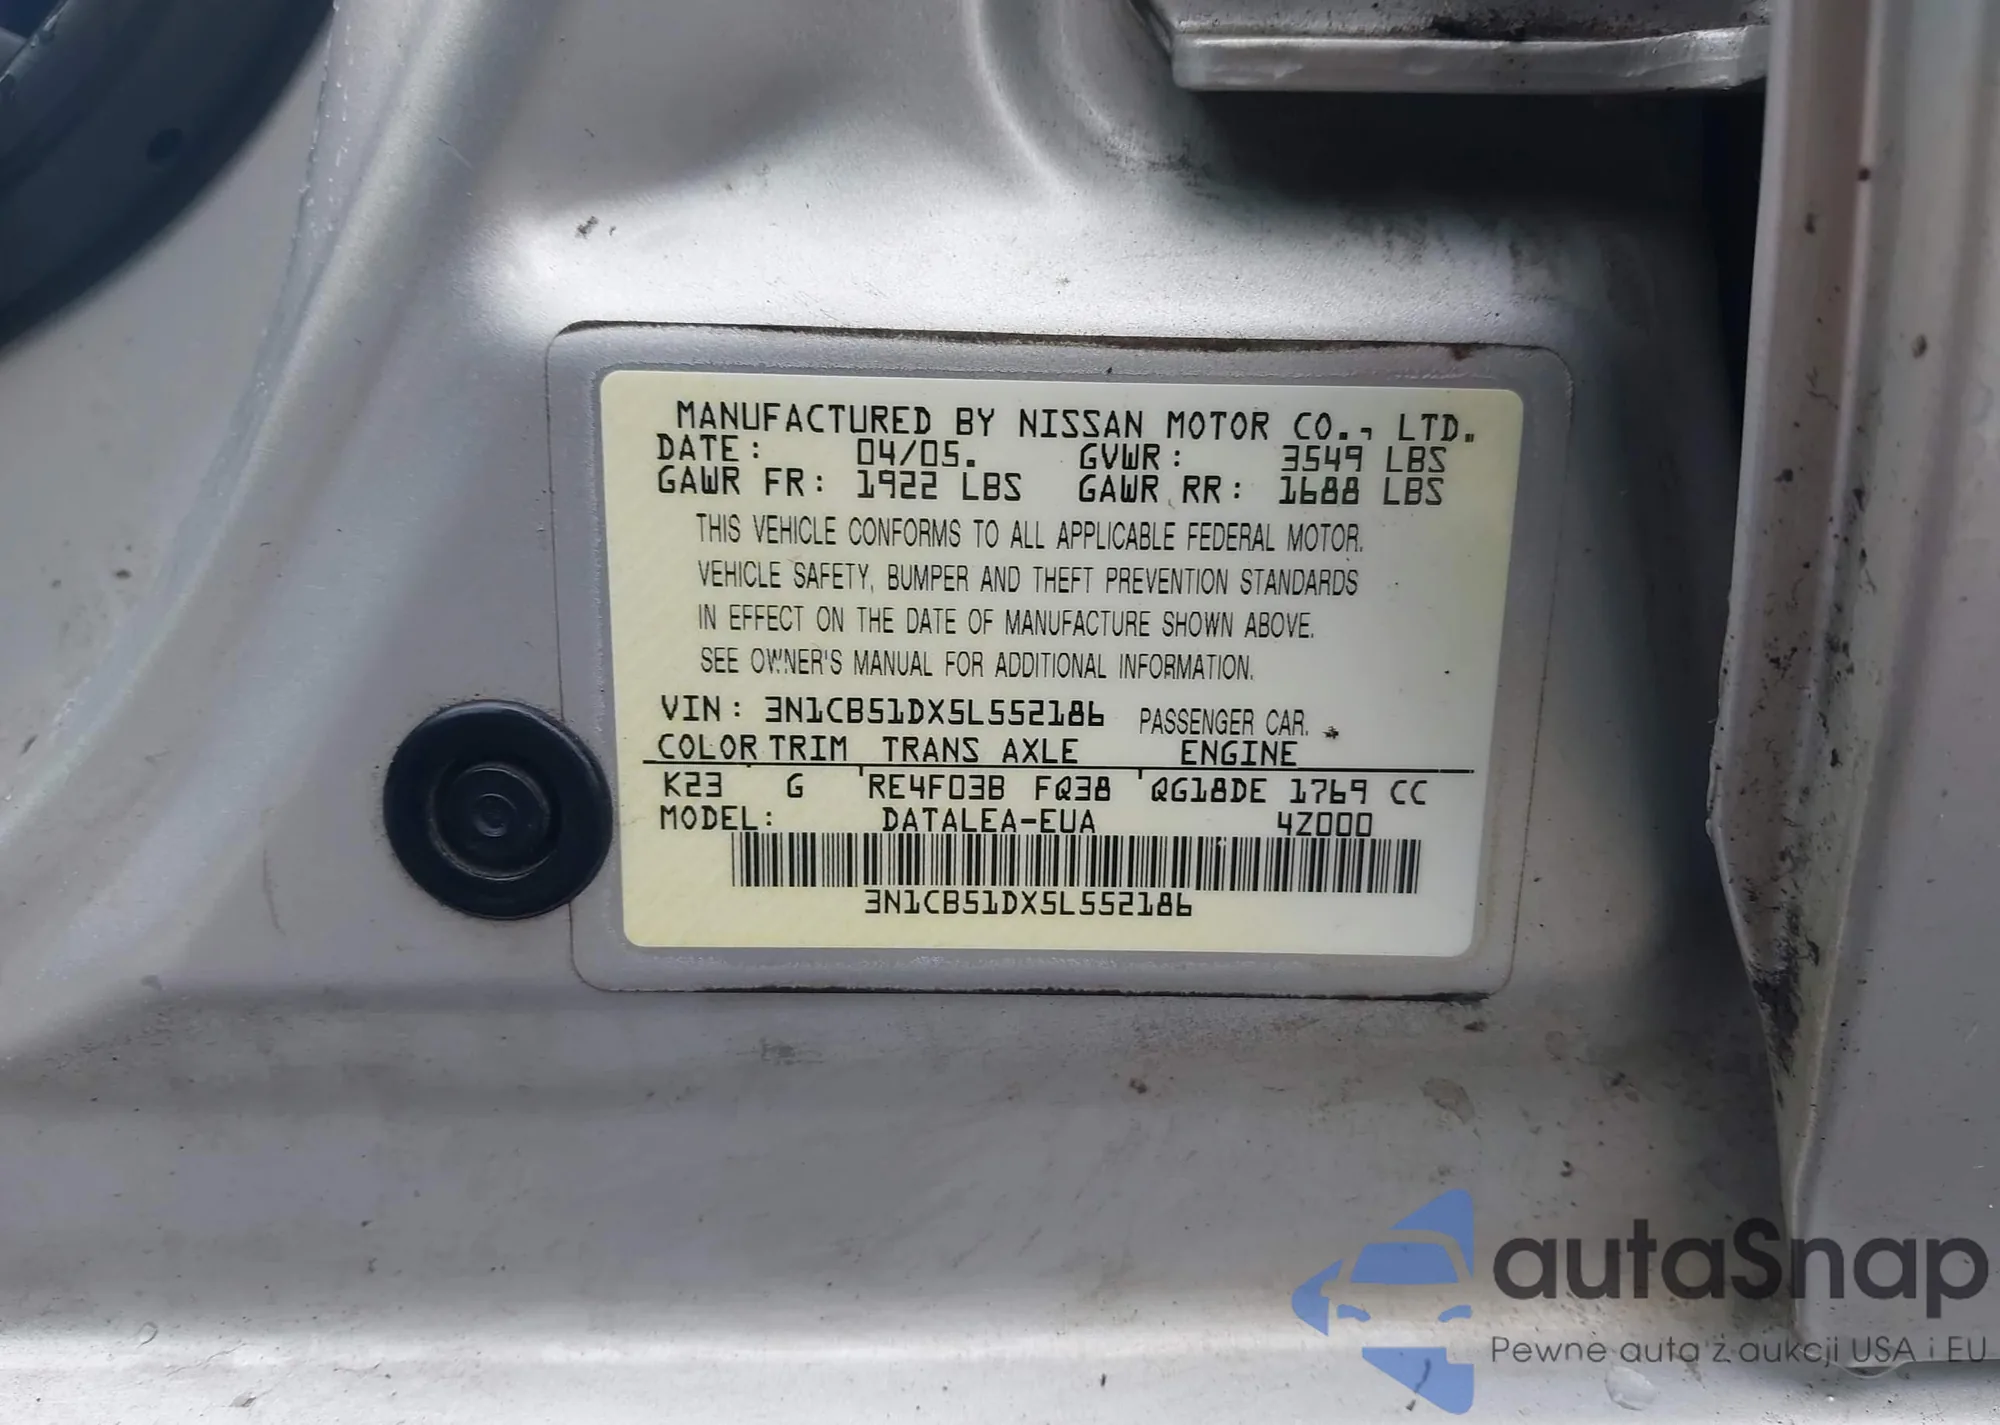 MANUFACTURED BY NISSAN MOTOR CO., LTD.
DATE: 04/05. GVWR: 3549 LBS
GAWR FR: 1922 LBS GAWR RR: 1688 LBS
THIS VEHICLE CONFORMS TO ALL APPLICABLE FEDERAL MOTOR.
VEHICLE SAFETY, BUMPER AND THEFT PREVENTION STANDARDS
IN EFFECT ON THE DATE OF MANUFACTURE SHOWN ABOVE.
SEE OWNER'S MANUAL FOR ADDITIONAL INFORMATION.
VIN: 3N1CB51DX5L552186 PASSENGER CAR.
COLOR TRIM TRANS AXLE ENGINE
K23 G RE4F03B FQ38 QG18DE 1769 CC
MODEL: DATALEA-EUA 4Z000
3N1CB51DX5L552186
autaSnap
Pewne auta z aukcji USA i EU